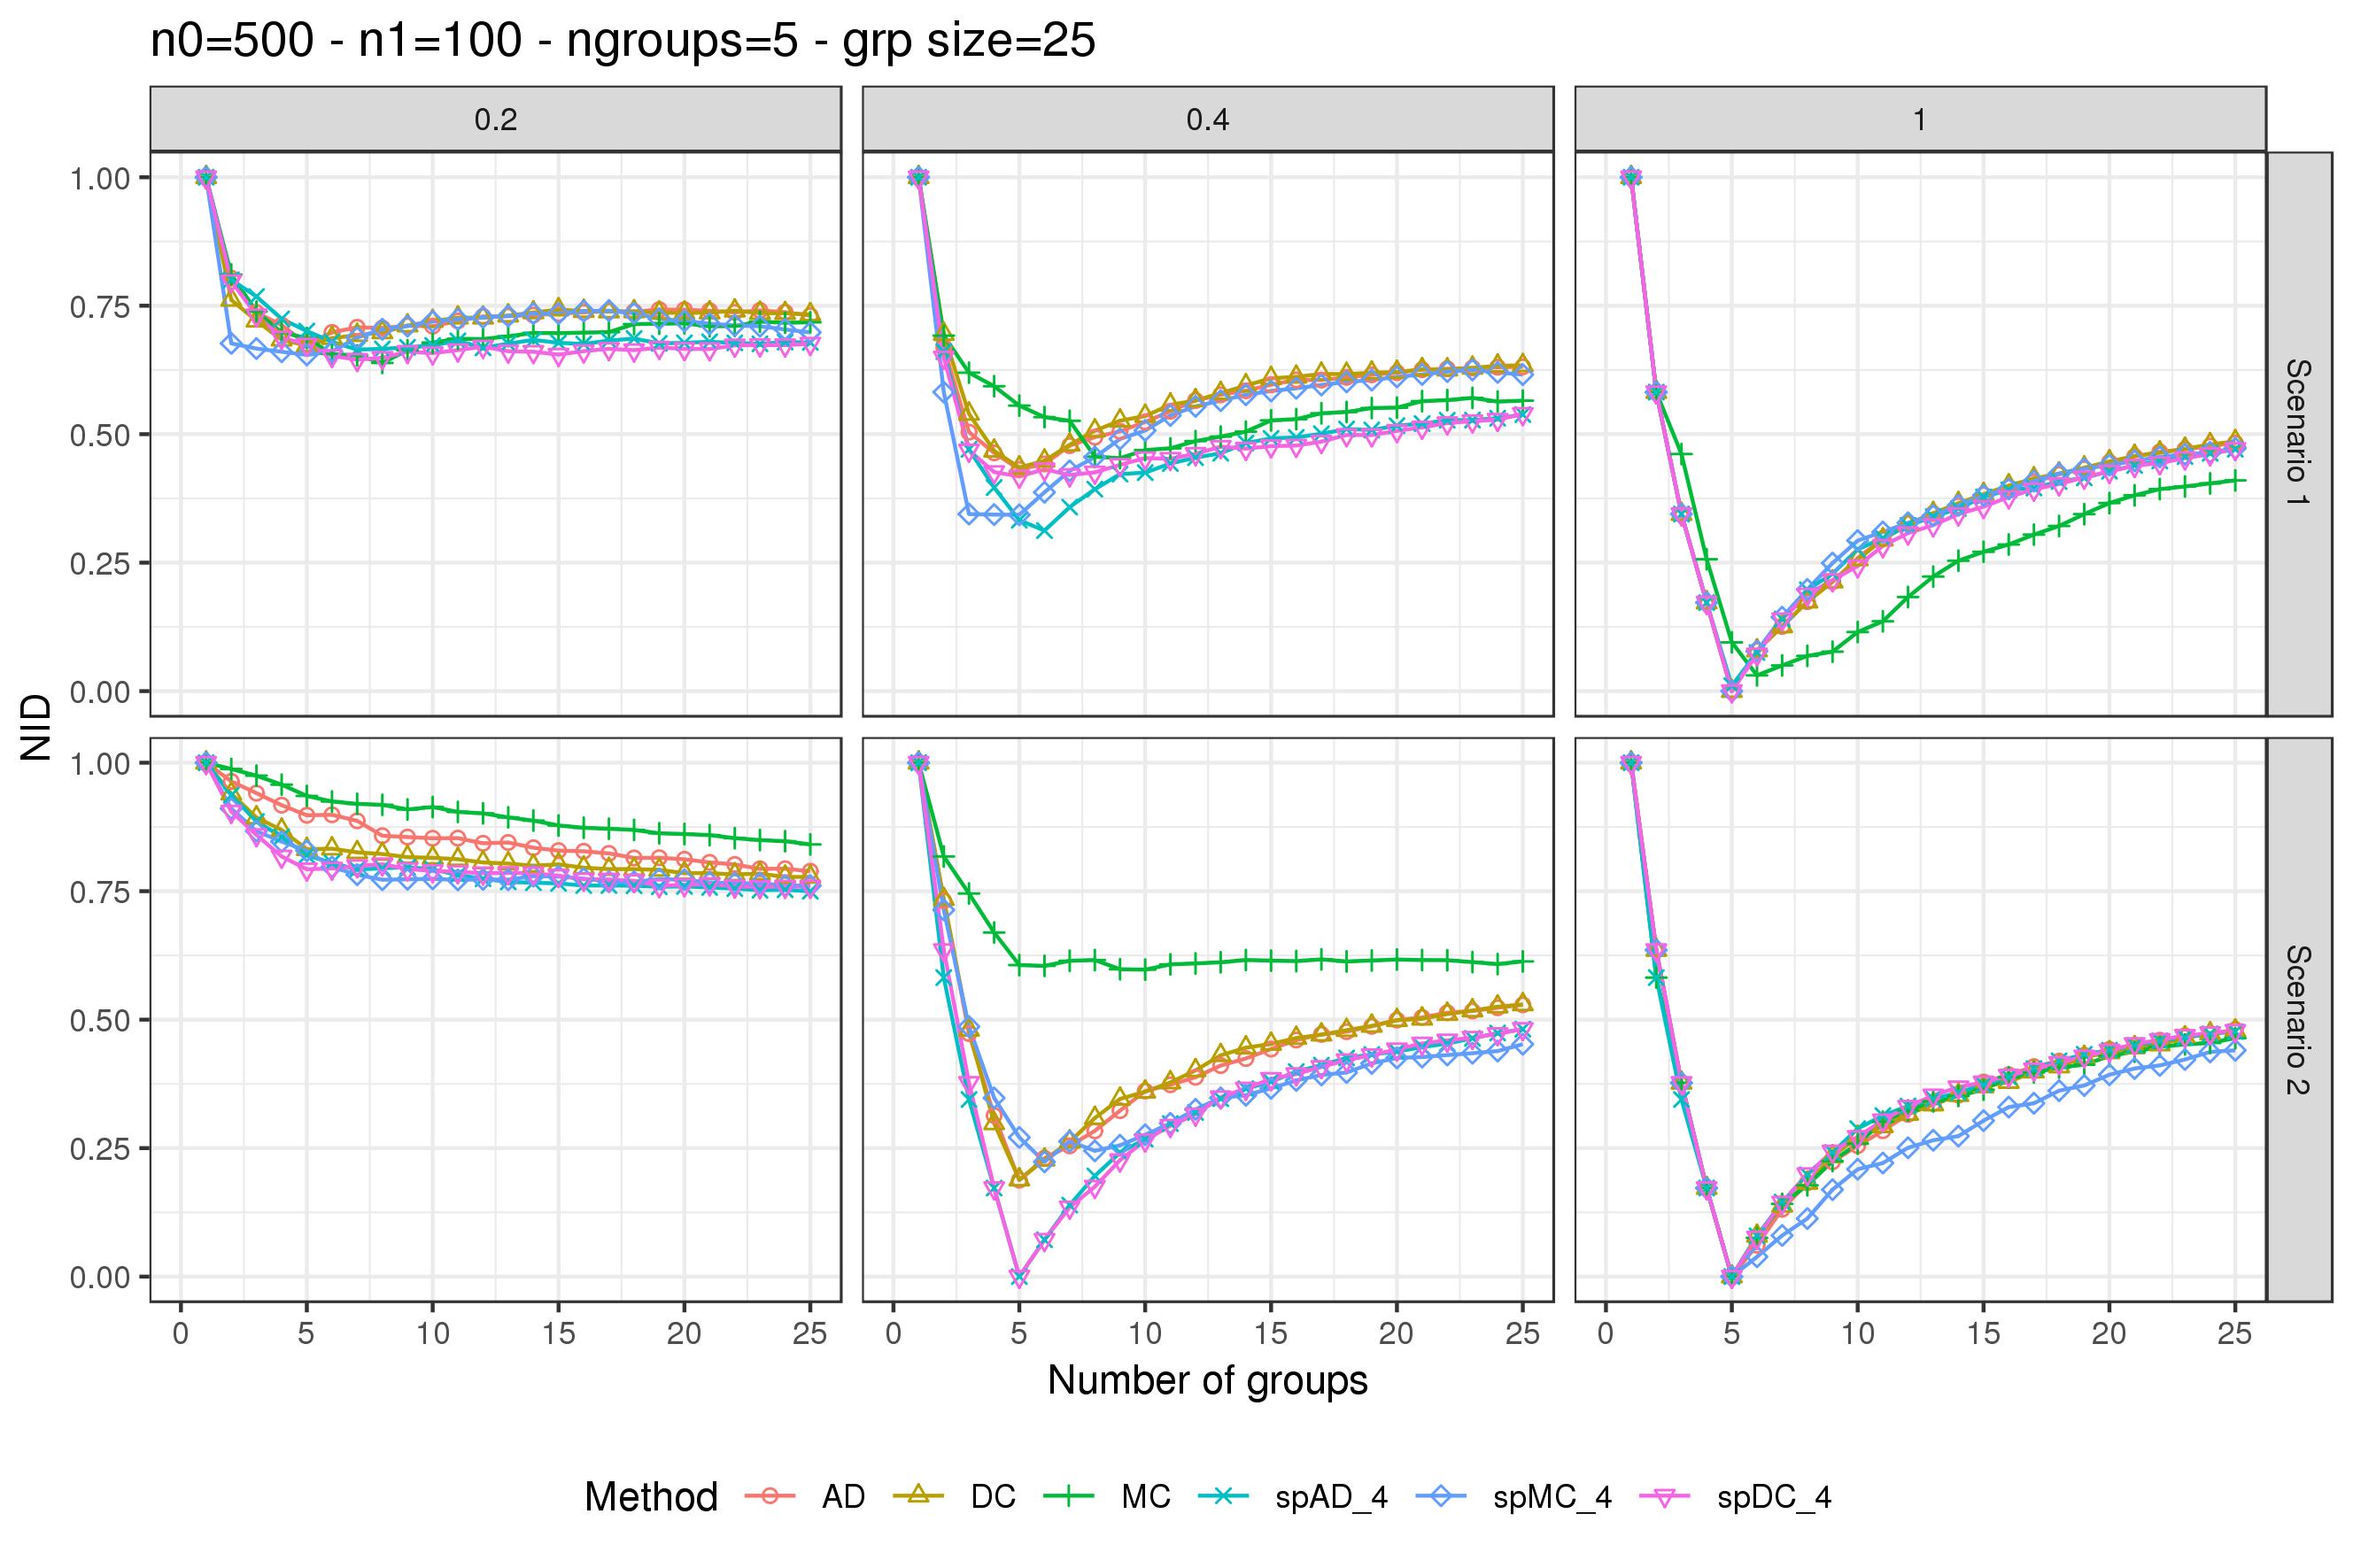 n0=500 - n1=100 - ngroups=5 - grp size=25
0.2 0.4 1
1.00
0.75
0.50
0.25
0.00
Scenario 1
NID
1.00
0.75
0.50
0.25
0.00
Scenario 2
0 5 10 15 20 25 0 5 10 15 20 25 0 5 10 15 20 25
Number of groups
Method AD DC MC spAD_4 spMC_4 spDC_4